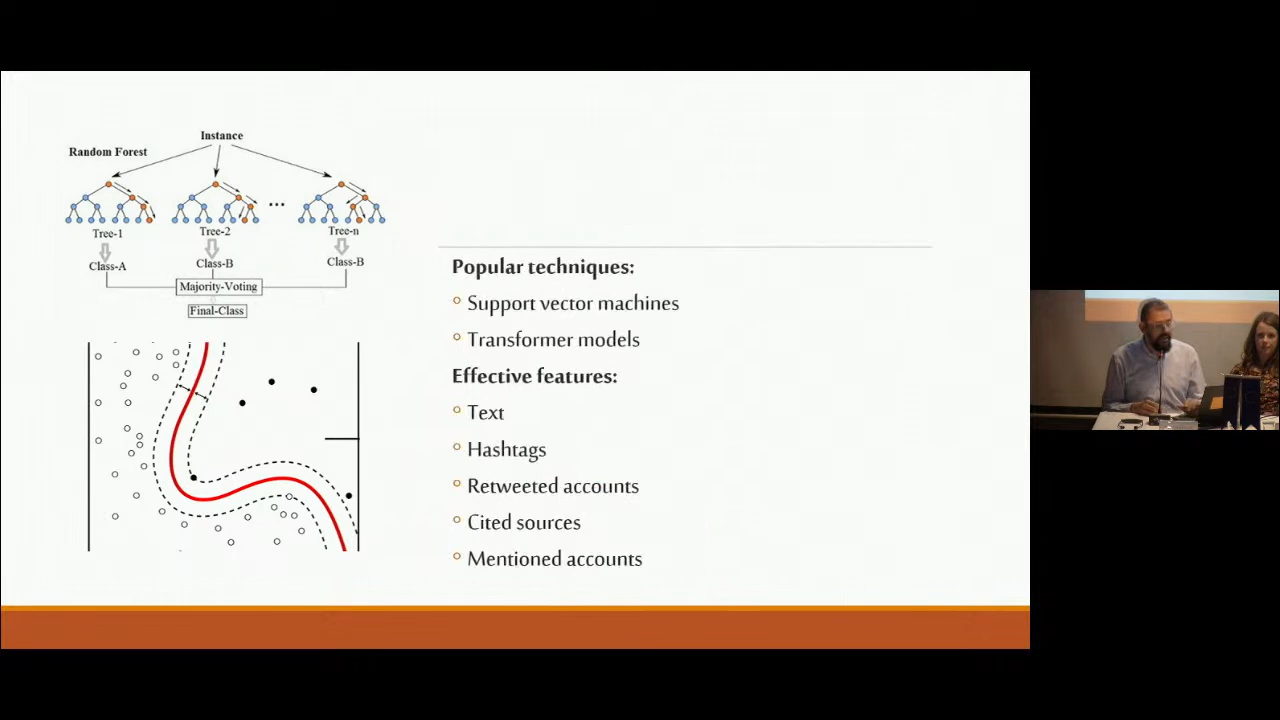 Instance
Random Forest
...
Tree-1
Tree-2
Tree-n
Class-A
Class-B
Class-B
Majority-Voting
Final-Class
Popular techniques:
Support vector machines
Transformer models
Effective features:
Text
Hashtags
Retweeted accounts
Cited sources
Mentioned accounts